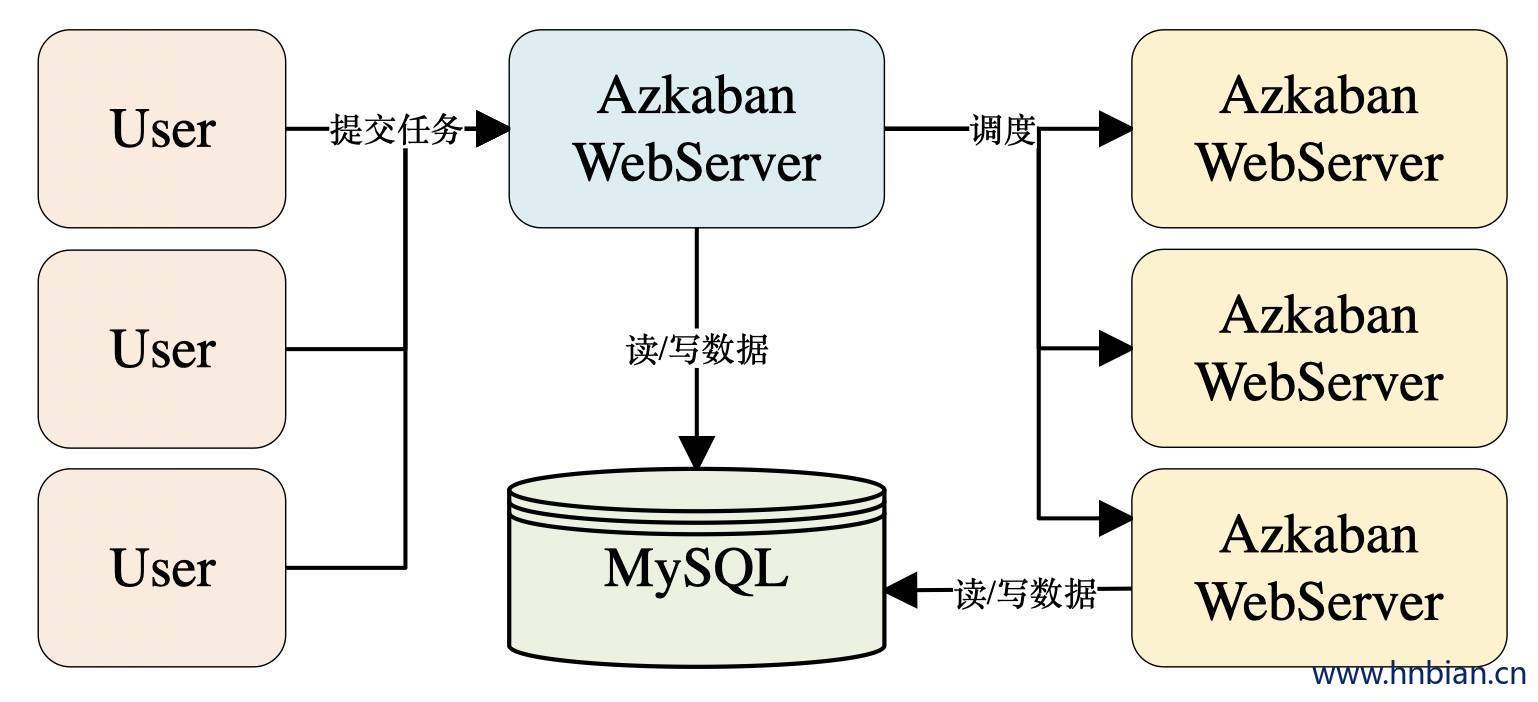 User
提交任务
Azkaban
WebServer
调度
Azkaban
WebServer
User
读/写数据
Azkaban
WebServer
User
MySQL
读/写数据
Azkaban
WebServer
www.hnbian.cn